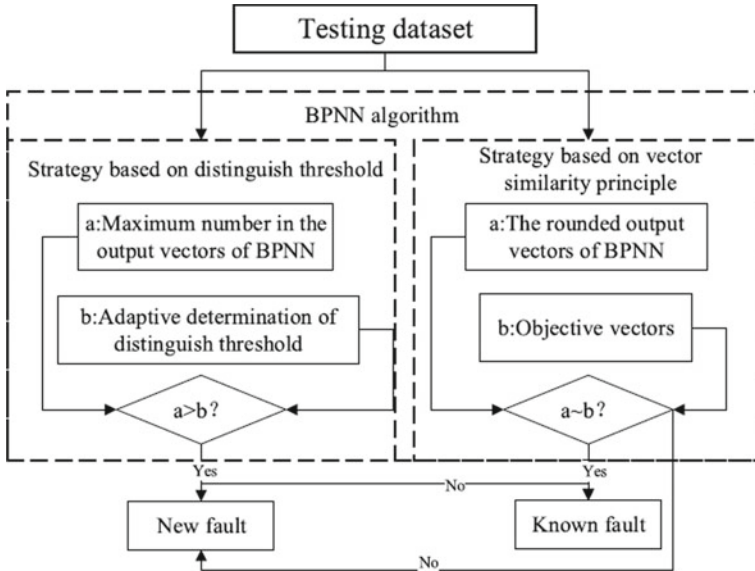 Testing dataset
BPNN algorithm
Strategy based on distinguish threshold
a:Maximum number in the
output vectors of BPNN
b:Adaptive determination of
distinguish threshold
a>b?
Strategy based on vector
similarity principle
a:The rounded output
vectors of BPNN
b:Objective vectors
a~b?
Yes
Yes
No
New fault
Known fault
No